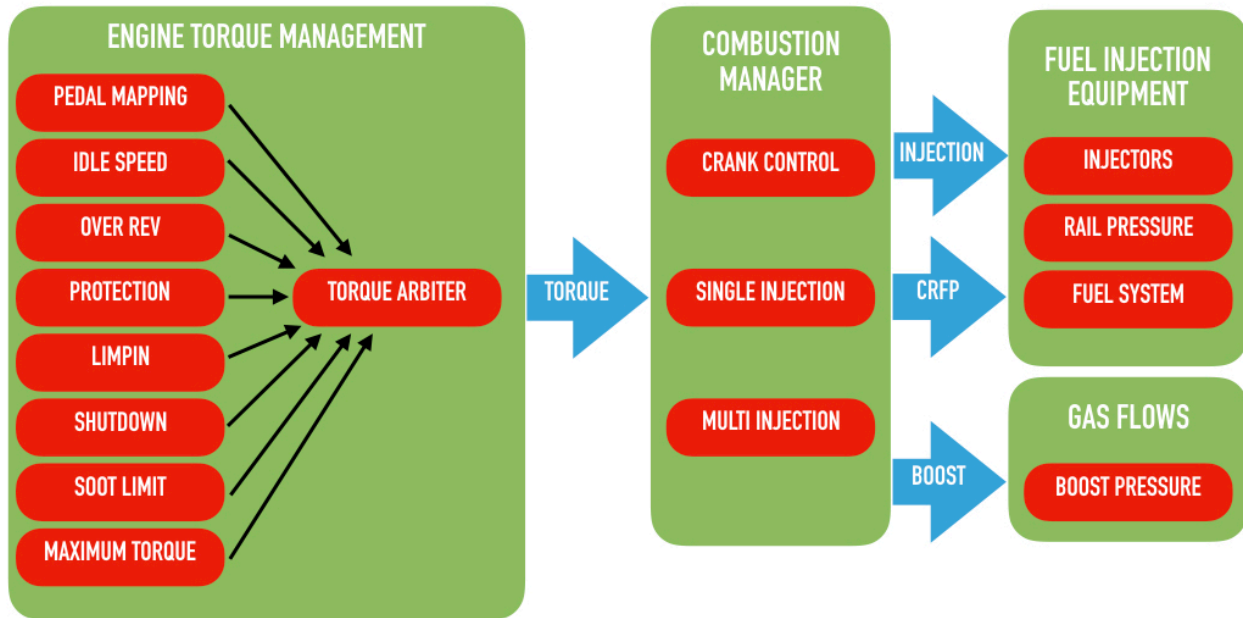 ENGINE TORQUE MANAGEMENT
PEDAL MAPPING
IDLE SPEED
OVER REV
PROTECTION
LIMPIN
SHUTDOWN
SOOT LIMIT
MAXIMUM TORQUE
TORQUE ARBITER
TORQUE
COMBUSTION
MANAGER
CRANK CONTROL
SINGLE INJECTION
MULTI INJECTION
INJECTION
CRFP
BOOST
FUEL INJECTION
EQUIPMENT
INJECTORS
RAIL PRESSURE
FUEL SYSTEM
GAS FLOWS
BOOST PRESSURE